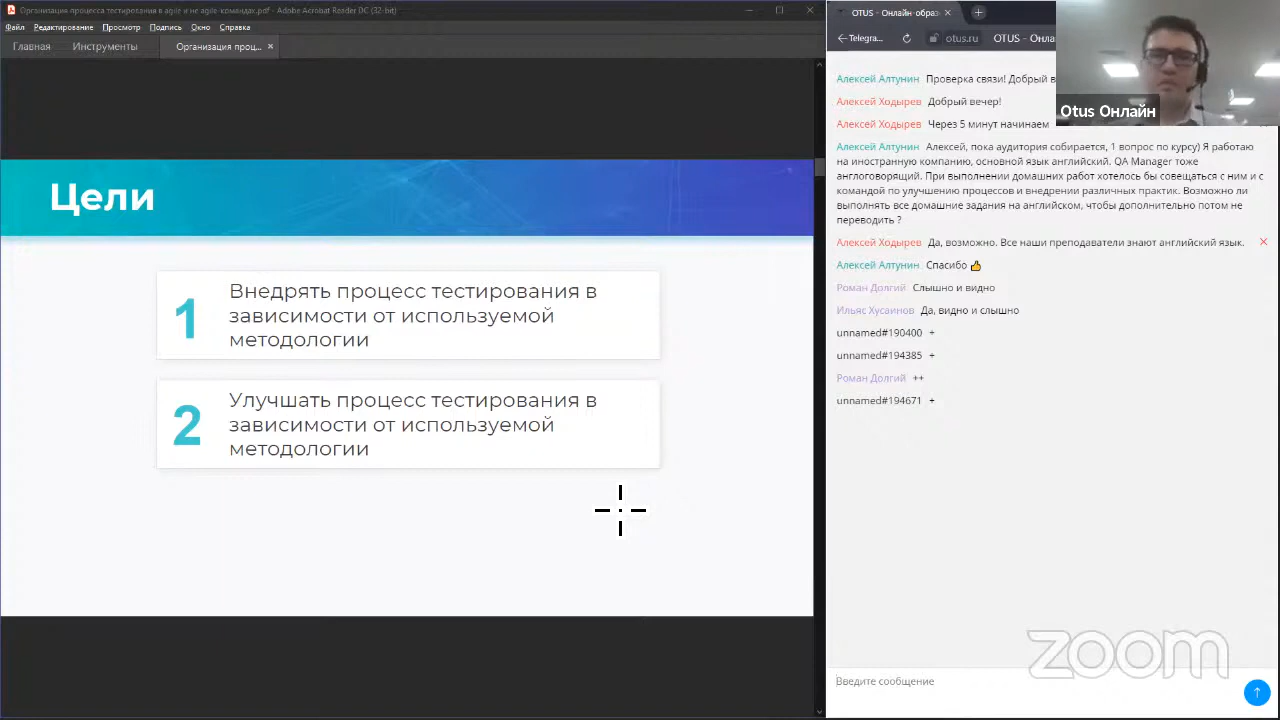 Организация процесса тестирования в agile и не agile-командах.pdf - Adobe Acrobat Reader DC (32-bit)
Файл Редактирование Просмотр Подпись Окно Справка
Главная Инструменты Организация проц... ×
Цели
1
Внедрять процесс тестирования в
зависимости от используемой
методологии
2
Улучшать процесс тестирования в
зависимости от используемой
методологии
OTUS – Онлайн-образ
Telegra... otus.ru OTUS – Онла
Otus Онлайн
Алексей Алтунин Проверка связи! Добрый в
Алексей Ходырев Добрый вечер!
Алексей Ходырев Через 5 минут начинаем
Алексей Алтунин Алексей, пока аудитория собирается, 1 вопрос по курсу) Я работаю
на иностранную компанию, основной язык английский. QA Manager тоже
англоговорящий. При выполнении домашних работ хотелось бы совещаться с ним и с
командой по улучшению процессов и внедрении различных практик. Возможно ли
выполнять все домашние задания на английском, чтобы дополнительно потом не
переводить ?
Алексей Ходырев Да, возможно. Все наши преподаватели знают английский язык.
Алексей Алтунин Спасибо 👍
Роман Долгий Слышно и видно
Ильяс Хусаинов Да, видно и слышно
unnamed#190400 +
unnamed#194385 +
Роман Долгий ++
unnamed#194671 +
zoom
Введите сообщение